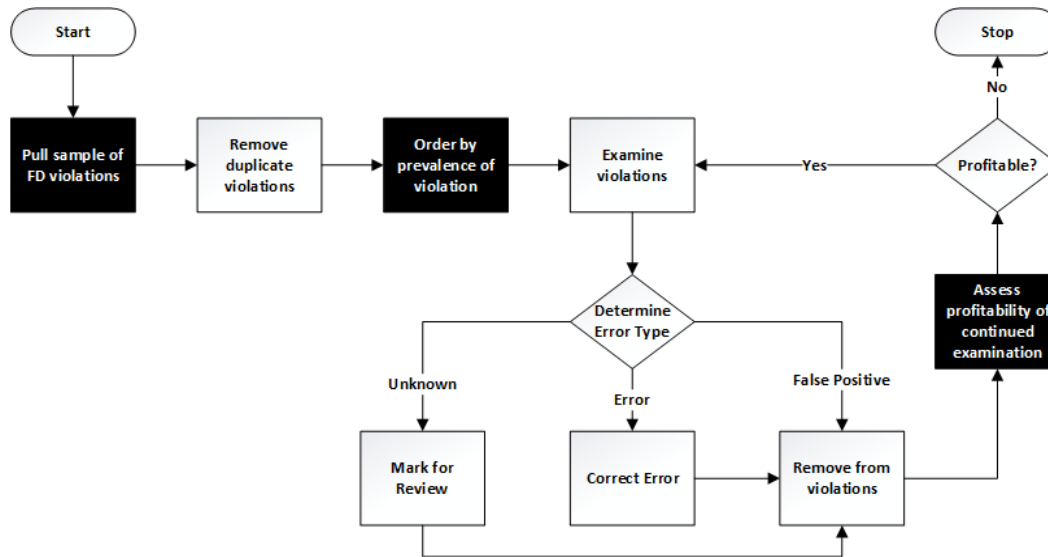 Start
Stop
No
Pull sample of
FD violations
Remove
duplicate
violations
Order by
prevalence of
violation
Examine
violations
Yes
Profitable?
Determine
Error Type
Assess
profitability of
continued
examination
Unknown
Error
False Positive
Mark for
Review
Correct Error
Remove from
violations